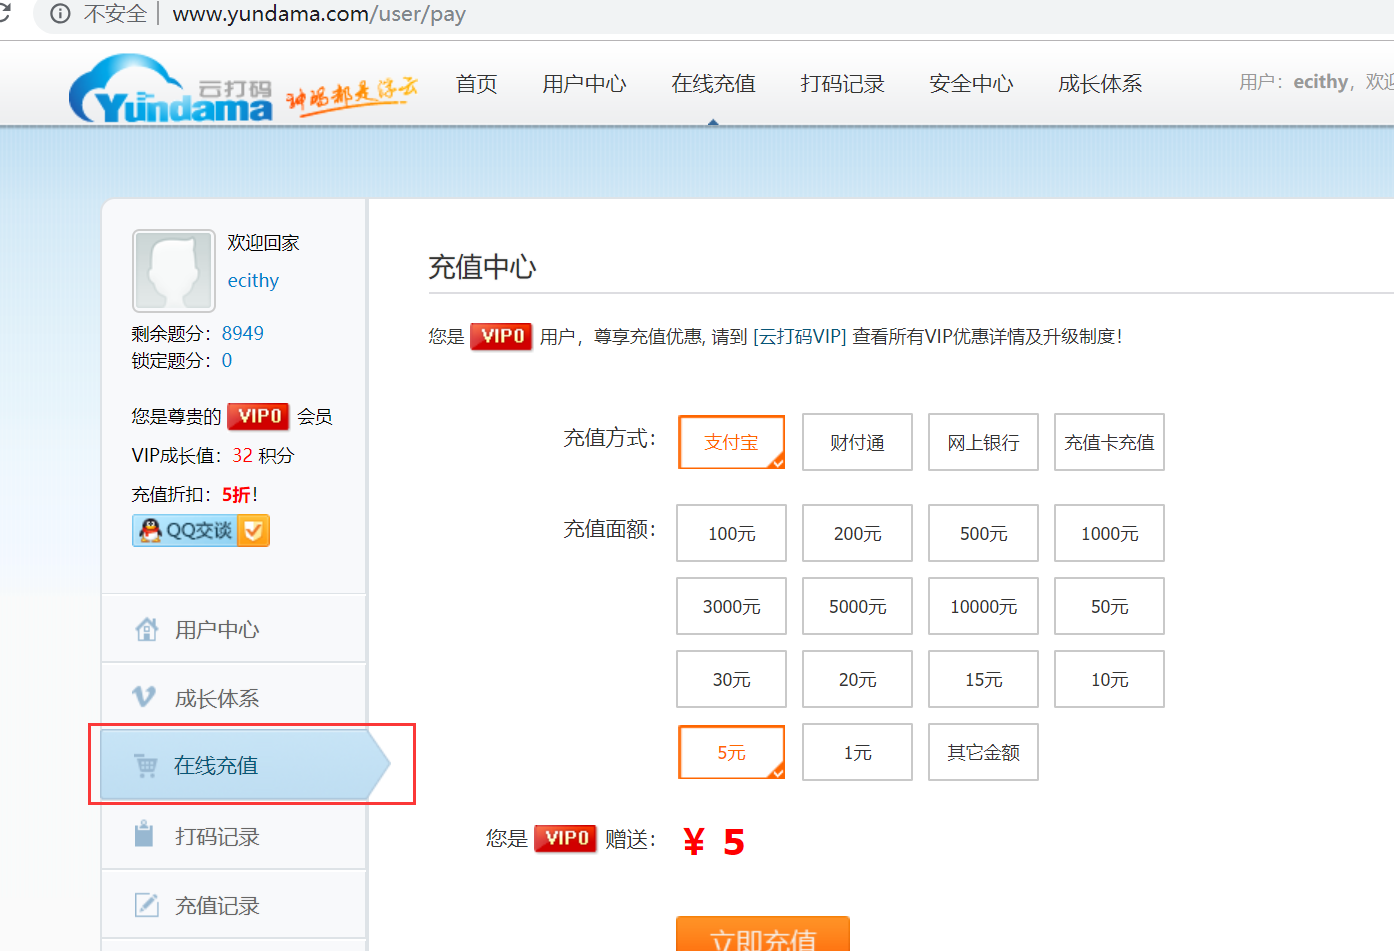 不安全 | www.yundama.com/user/pay
云打码
Yundama
神码都是浮云
首页 用户中心 在线充值 打码记录 安全中心 成长体系
用户：ecithy，欢迎
欢迎回家
ecithy
剩余题分：8949
锁定题分：0
您是尊贵的 VIP0 会员
VIP成长值：32 积分
充值折扣：5折！
QQ交谈
用户中心
成长体系
在线充值
打码记录
充值记录
充值中心
您是 VIP0 用户，尊享充值优惠, 请到 [云打码VIP] 查看所有VIP优惠详情及升级制度！
充值方式： 支付宝 财付通 网上银行 充值卡充值
充值面额： 100元 200元 500元 1000元
3000元 5000元 10000元 50元
30元 20元 15元 10元
5元 1元 其它金额
您是 VIP0 赠送： ¥ 5
立即充值